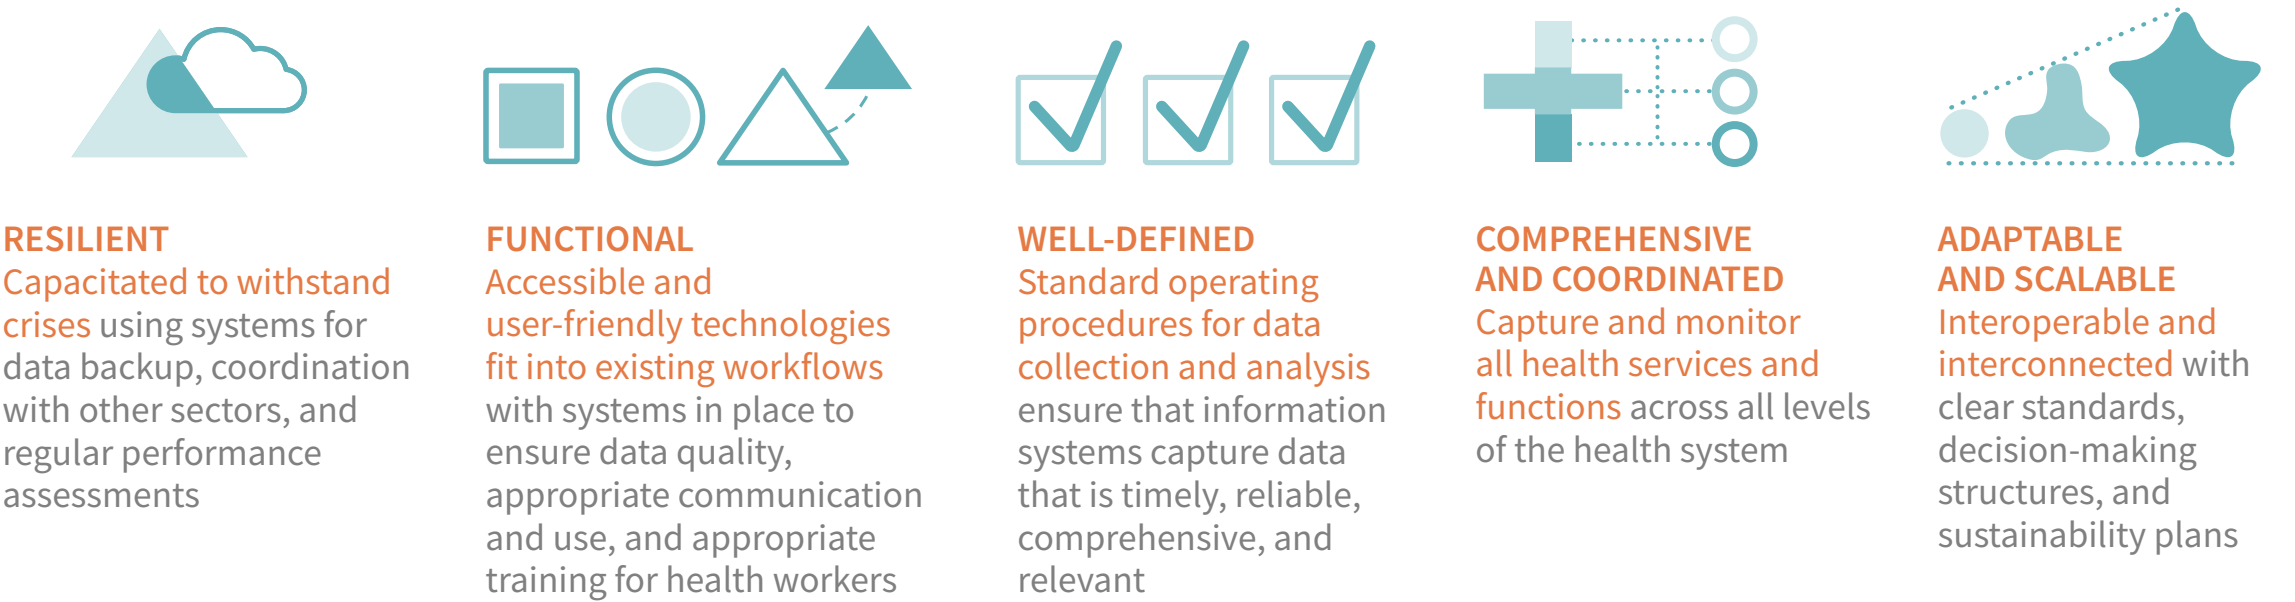 RESILIENT
Capacitated to withstand
crises using systems for
data backup, coordination
with other sectors, and
regular performance
assessments
FUNCTIONAL
Accessible and
user-friendly technologies
fit into existing workflows
with systems in place to
ensure data quality,
appropriate communication
and use, and appropriate
training for health workers
WELL-DEFINED
Standard operating
procedures for data
collection and analysis
ensure that information
systems capture data
that is timely, reliable,
comprehensive, and
relevant
COMPREHENSIVE
AND COORDINATED
Capture and monitor
all health services and
functions across all levels
of the health system
ADAPTABLE
AND SCALABLE
Interoperable and
interconnected with
clear standards,
decision-making
structures, and
sustainability plans